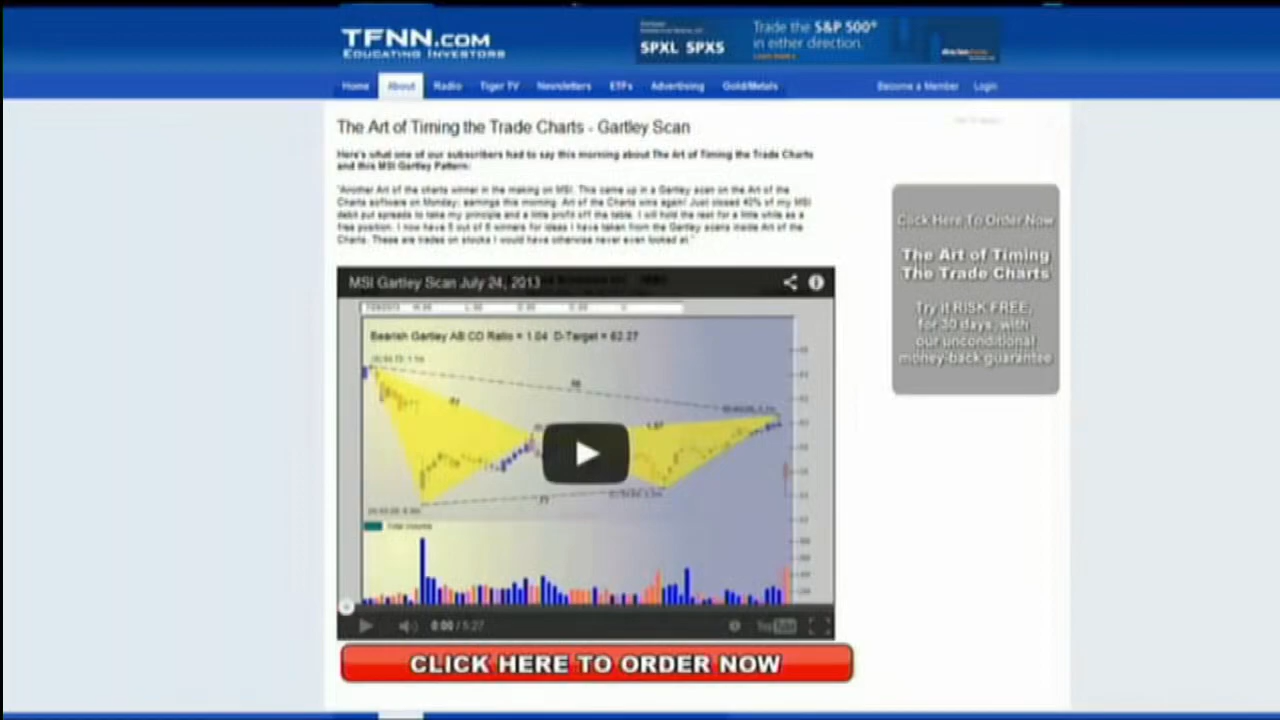 TFNN.COM
EDUCATING INVESTORS
SPXL SPXS
Trade the S&P 500®
in either direction.
Home About Radio Tiger TV Newsletters ETFs Advertising Gold/Metals Become a Member Login
The Art of Timing the Trade Charts - Gartley Scan
Here's what one of our subscribers had to say this morning about The Art of Timing the Trade Charts
and this MSI Gartley Pattern:
"Another Art of the charts winner in the making on MSI. This came up in a Gartley scan on the Art of the
Charts software on Monday; earnings this morning. Art of the Charts wins again! Just closed 40% of my MSI
debit put spreads to take my principle and a little profit off the table. I will hold the rest for a little while as a
free position. I now have 5 out of 5 winners for ideas I have taken from the Gartley scans inside Art of the
Charts. These are trades on stocks I would have otherwise never even looked at."
Click Here To Order Now
The Art of Timing
The Trade Charts
Try it RISK FREE,
for 30 days, with
our unconditional
money-back guarantee
MSI Gartley Scan July 24, 2013
Bearish Gartley AB:CD Ratio = 1.04 D-Target = 62.27
Total Volume
0:00 / 5:27
YouTube
CLICK HERE TO ORDER NOW